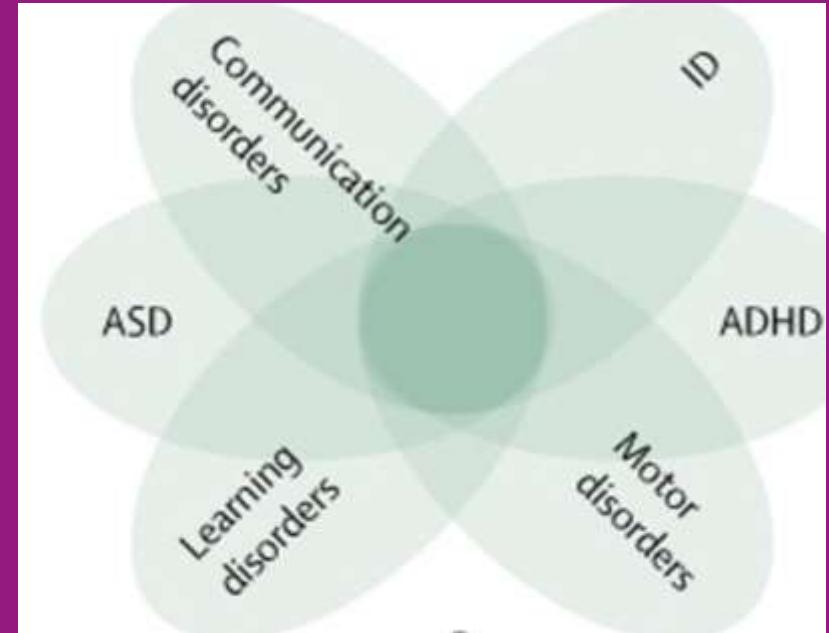 Communication
disorders
ID
ASD
ADHD
Learning
disorders
Motor
disorders